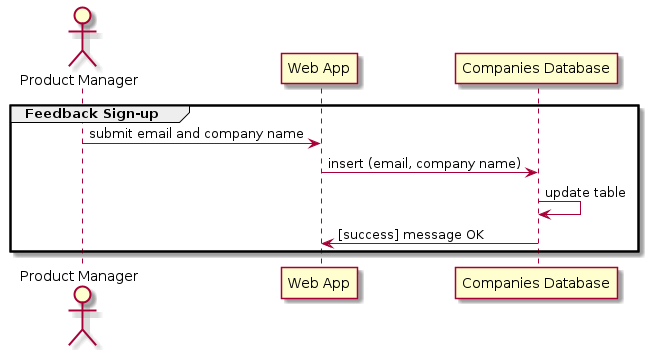 Product Manager
Web App
Companies Database
Feedback Sign-up
submit email and company name
insert (email, company name)
update table
[success] message OK
Product Manager
Web App
Companies Database